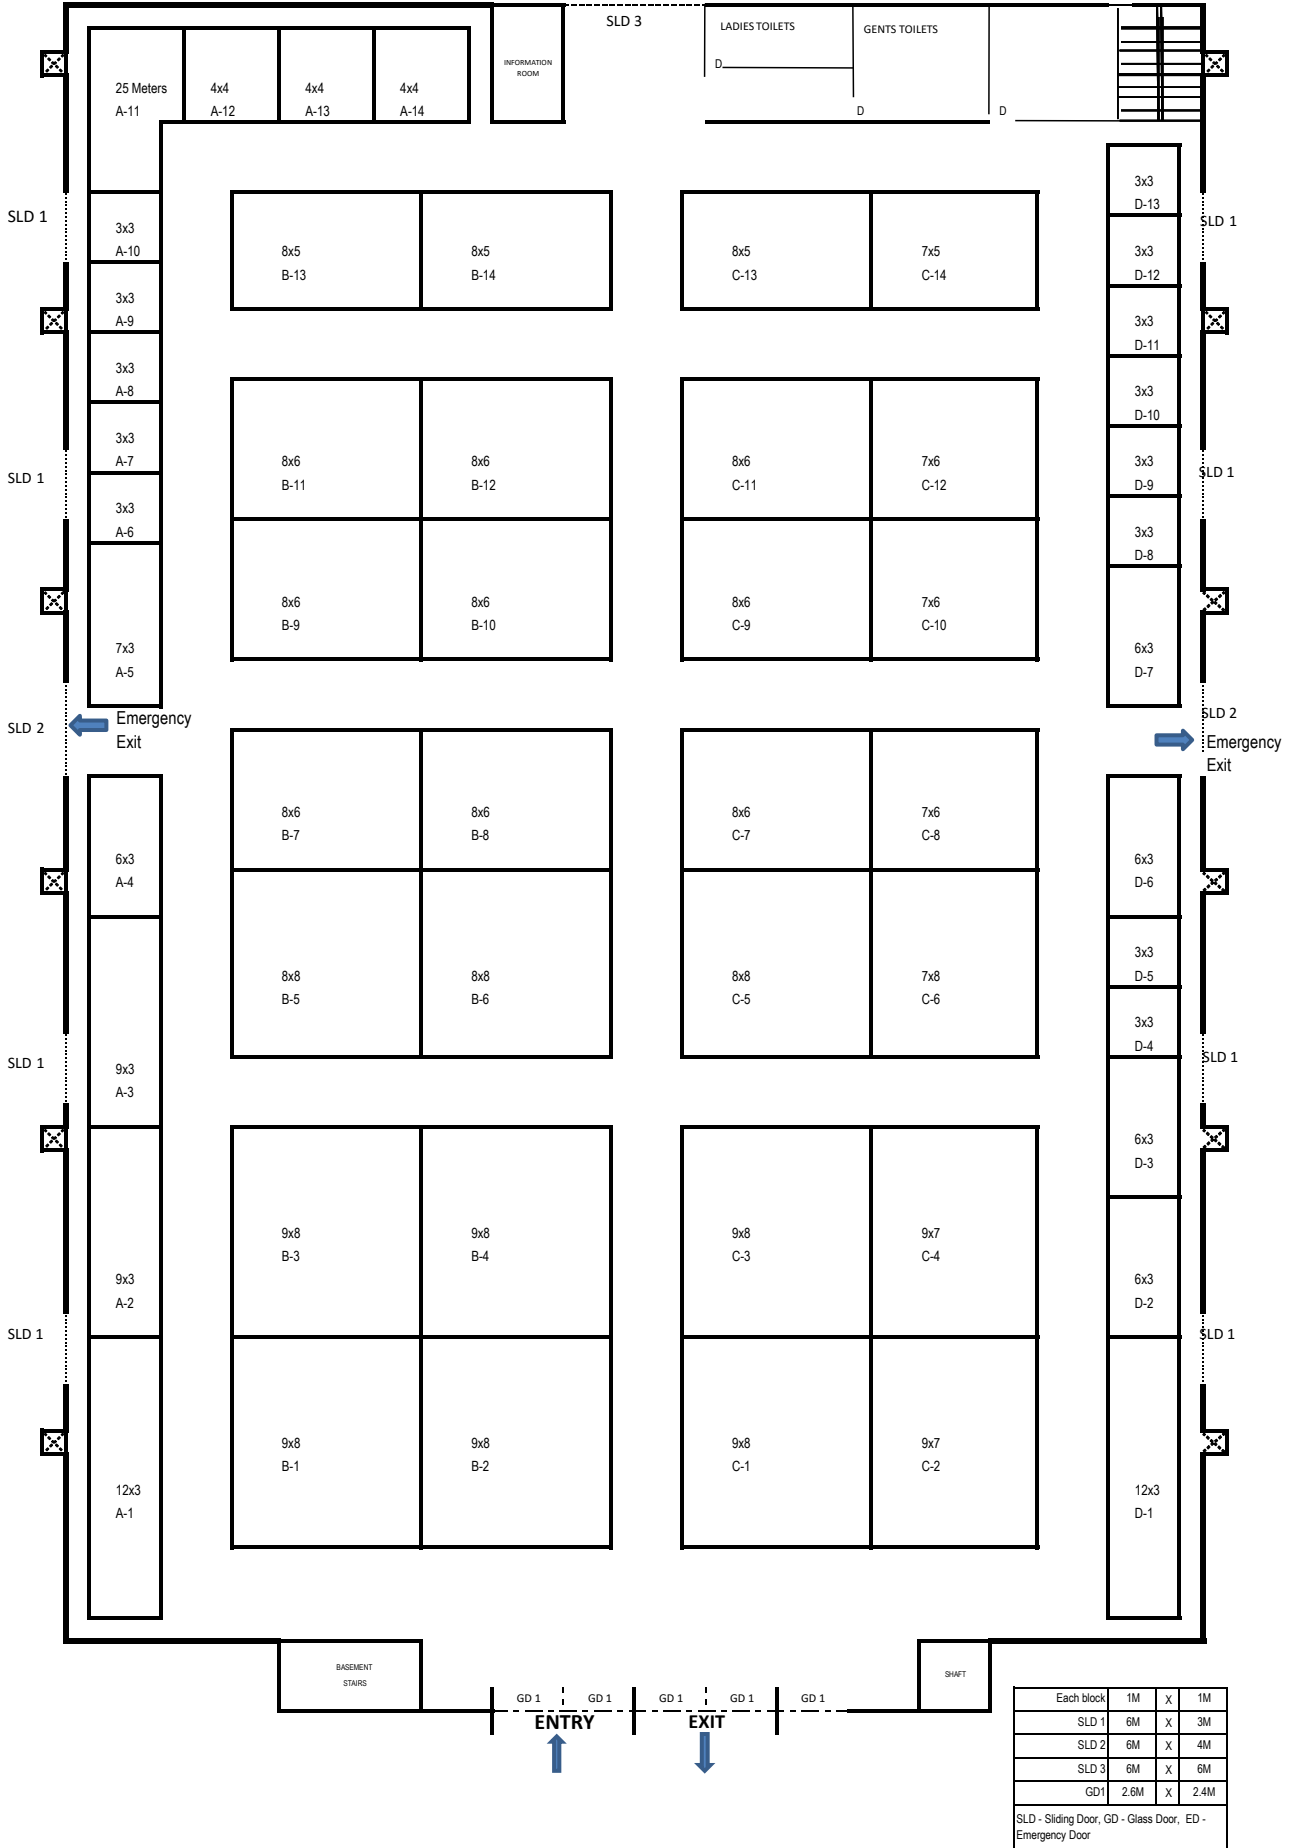 SLD 3
LADIES TOILETS
GENTS TOILETS
INFORMATION
ROOM
D
D
D
25 Meters
A-11
4x4
A-12
4x4
A-13
4x4
A-14
3x3
D-13
SLD 1
SLD 1
3x3
A-10
8x5
B-13
8x5
B-14
8x5
C-13
7x5
C-14
3x3
D-12
3x3
A-9
3x3
D-11
3x3
A-8
3x3
D-10
3x3
A-7
8x6
B-11
8x6
B-12
8x6
C-11
7x6
C-12
3x3
D-9
SLD 1
SLD 1
3x3
A-6
3x3
D-8
8x6
B-9
8x6
B-10
8x6
C-9
7x6
C-10
7x3
A-5
6x3
D-7
SLD 2
Emergency
Exit
SLD 2
Emergency
Exit
8x6
B-7
8x6
B-8
8x6
C-7
7x6
C-8
6x3
A-4
6x3
D-6
8x8
B-5
8x8
B-6
8x8
C-5
7x8
C-6
3x3
D-5
3x3
D-4
SLD 1
9x3
A-3
SLD 1
6x3
D-3
9x8
B-3
9x8
B-4
9x8
C-3
9x7
C-4
9x3
A-2
6x3
D-2
SLD 1
SLD 1
9x8
B-1
9x8
B-2
9x8
C-1
9x7
C-2
12x3
A-1
12x3
D-1
BASEMENT
STAIRS
SHAFT
GD 1 GD 1 GD 1 GD 1 GD 1
ENTRY EXIT
Each block 1M X 1M
SLD 1 6M X 3M
SLD 2 6M X 4M
SLD 3 6M X 6M
GD1 2.6M X 2.4M
SLD - Sliding Door, GD - Glass Door, ED -
Emergency Door